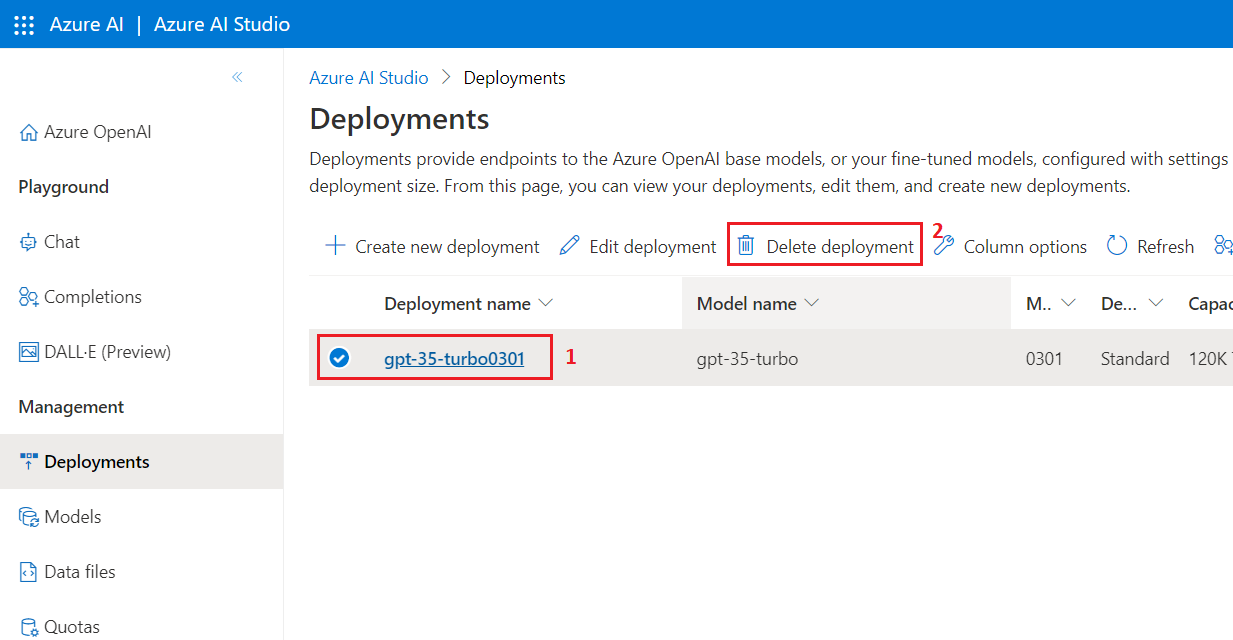 Azure AI | Azure AI Studio
Azure AI Studio > Deployments
Deployments
Deployments provide endpoints to the Azure OpenAI base models, or your fine-tuned models, configured with settings
deployment size. From this page, you can view your deployments, edit them, and create new deployments.
Create new deployment Edit deployment Delete deployment 2 Column options Refresh
Deployment name Model name M.. De... Capac
gpt-35-turbo0301 1 gpt-35-turbo 0301 Standard 120K
Azure OpenAI
Playground
Chat
Completions
DALL·E (Preview)
Management
Deployments
Models
Data files
Quotas